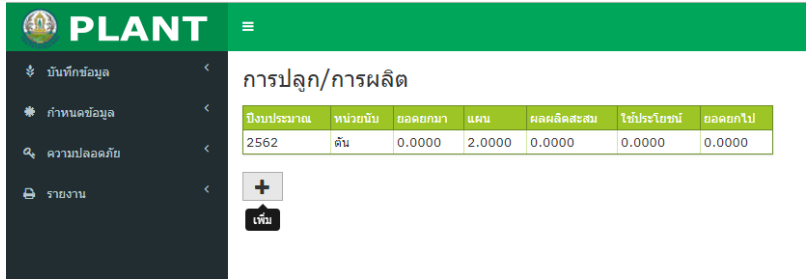 PLANT
บันทึกข้อมูล
กำหนดข้อมูล
ความปลอดภัย
รายงาน
การปลูก/การผลิต
ปีงบประมาณ หน่วยนับ ยอดยกมา แผน ผลผลิตสะสม ใช้ประโยชน์ ยอดยกไป
2562 ตัน 0.0000 2.0000 0.0000 0.0000 0.0000
เพิ่ม